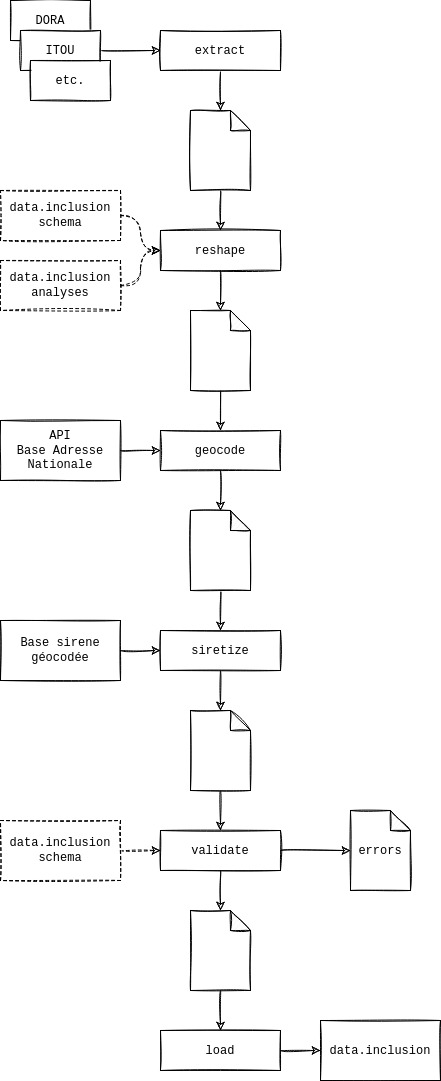 DORA
ITOU
etc.
extract
data.inclusion
schema
data.inclusion
analyses
reshape
API
Base Adresse
Nationale
geocode
Base sirene
géocodée
siretize
data.inclusion
schema
validate
errors
load
data.inclusion